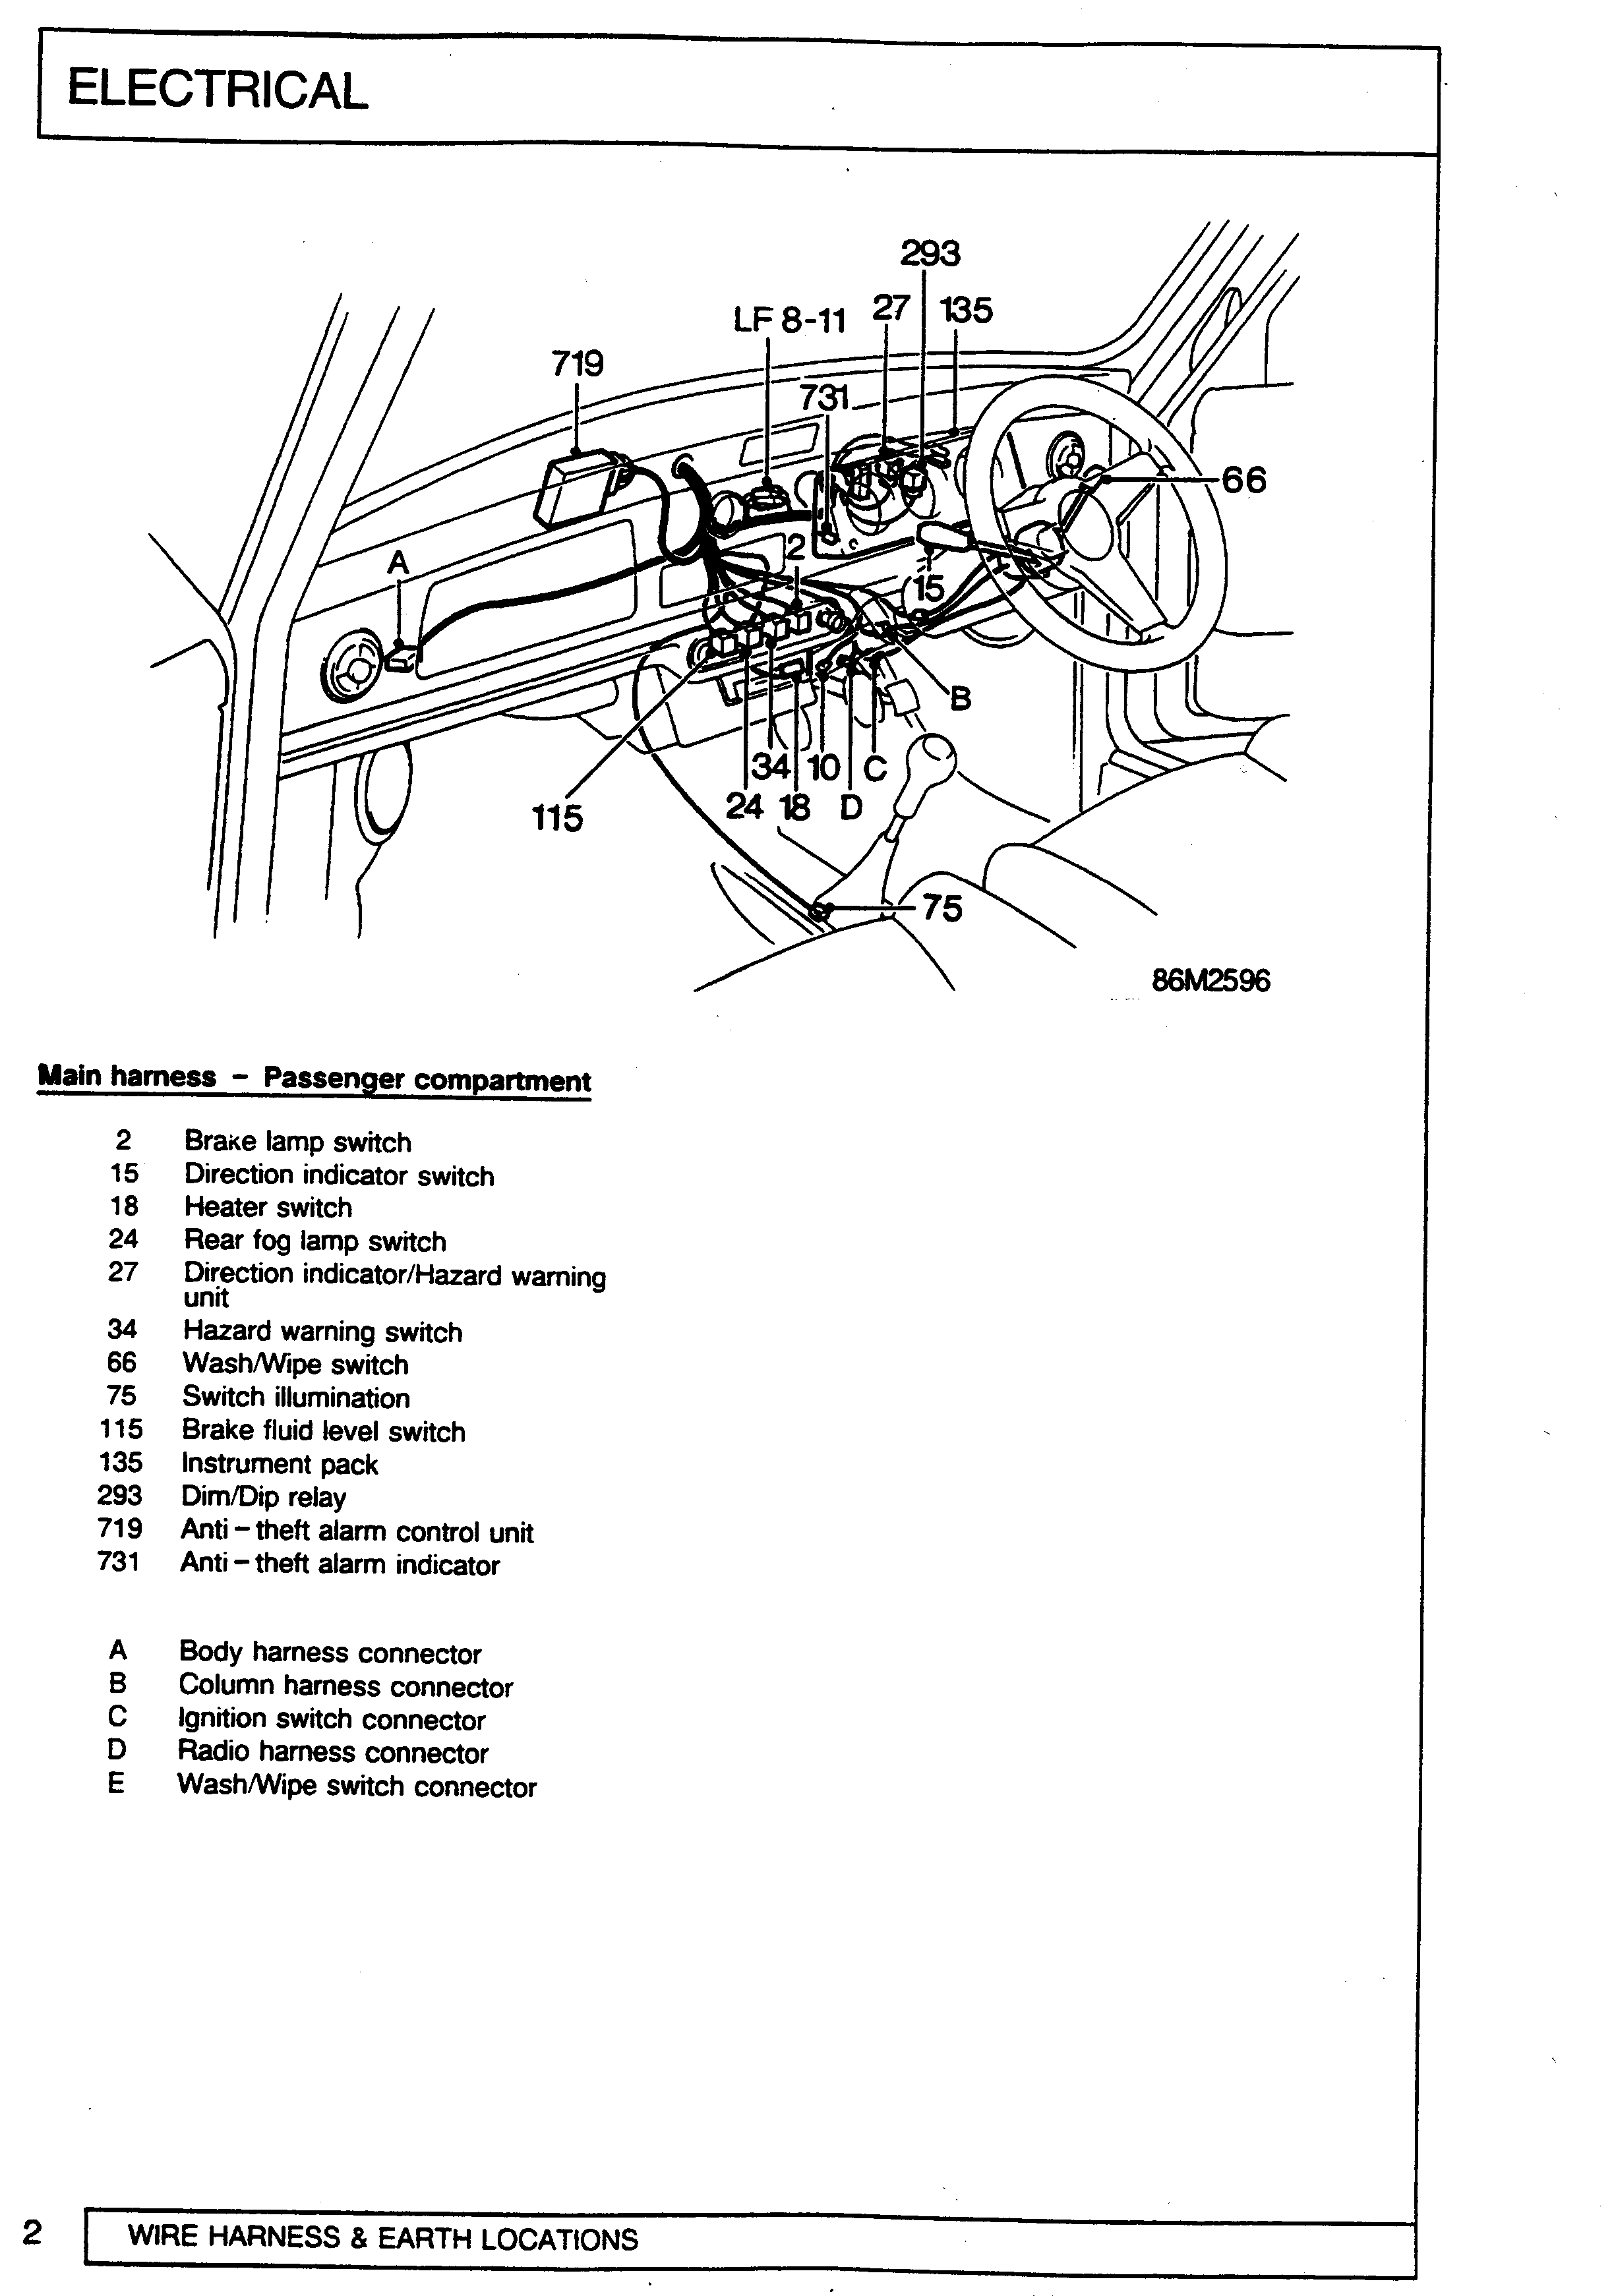 ELECTRICAL
293
LF 8-11 27 135
719
731
66
A
2
15
B
34 10 C
115 24 18 D
75
86M2596
Main harness – Passenger compartment
2 Brake lamp switch
15 Direction indicator switch
18 Heater switch
24 Rear fog lamp switch
27 Direction indicator/Hazard warning
unit
34 Hazard warning switch
66 Wash/Wipe switch
75 Switch illumination
115 Brake fluid level switch
135 Instrument pack
293 Dim/Dip relay
719 Anti – theft alarm control unit
731 Anti – theft alarm indicator
A Body harness connector
B Column harness connector
C Ignition switch connector
D Radio harness connector
E Wash/Wipe switch connector
2 WIRE HARNESS & EARTH LOCATIONS